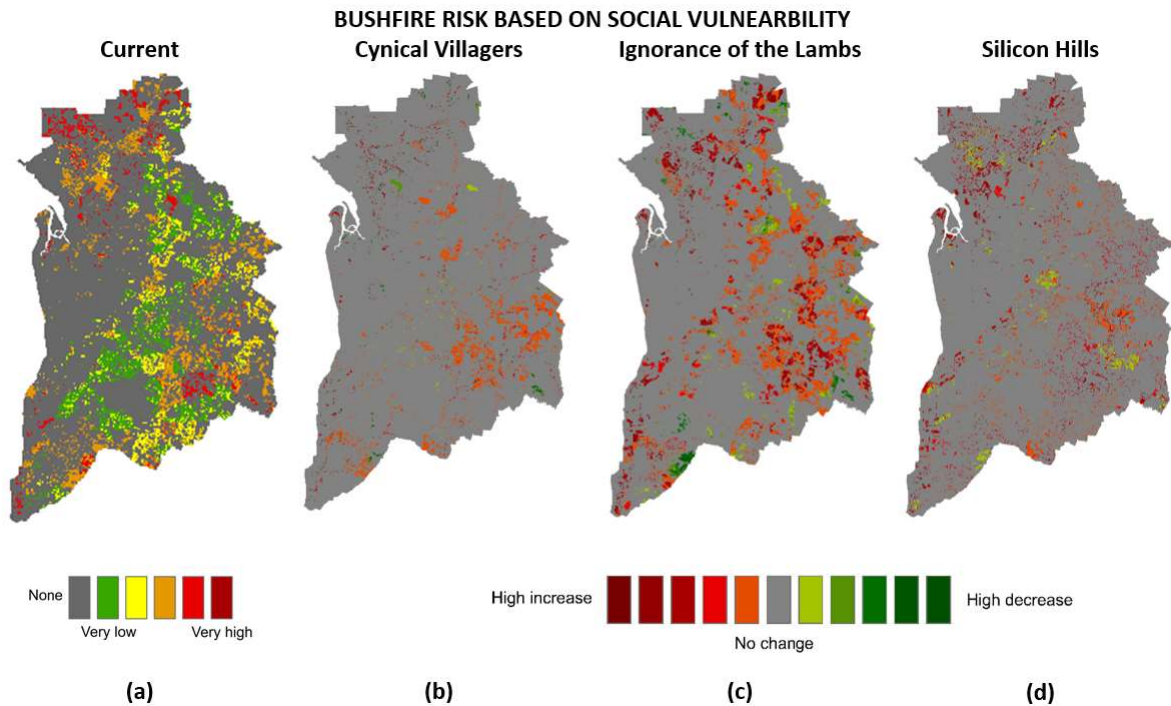 BUSHFIRE RISK BASED ON SOCIAL VULNEARBILITY
Current
Cynical Villagers
Ignorance of the Lambs
Silicon Hills
None
Very low
Very high
High increase
High decrease
No change
(a)
(b)
(c)
(d)